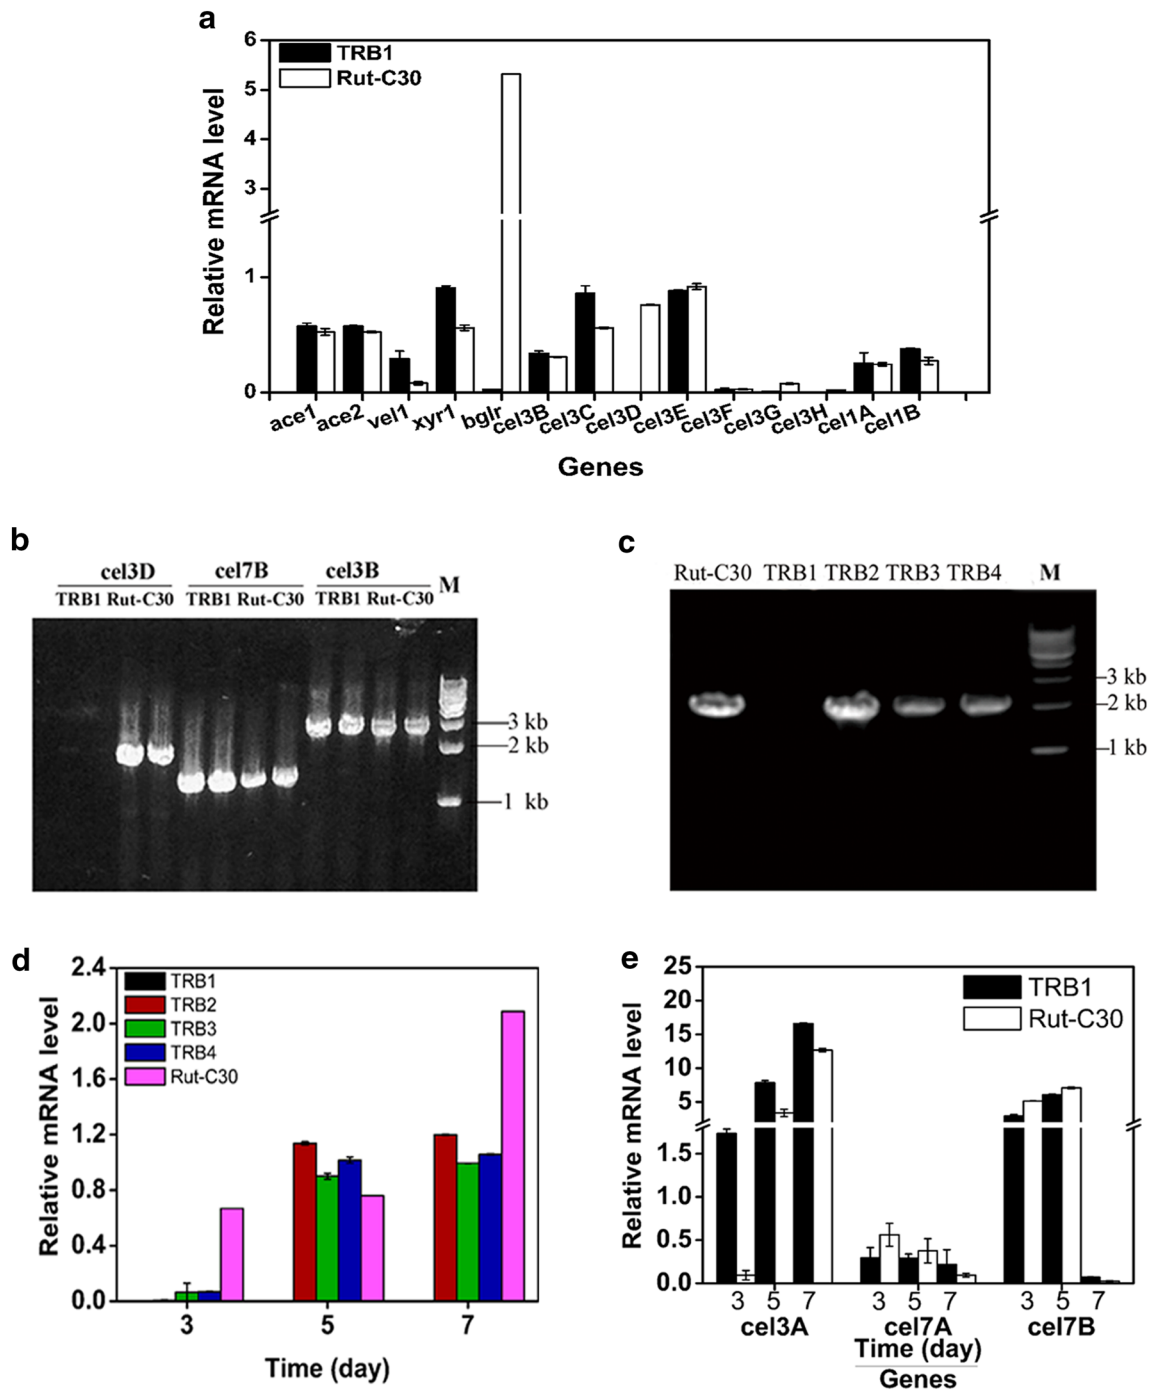 a
6
5
4
3
1
0
Relative mRNA level
TRB1
Rut-C30
ace1 ace2 vel1 xyr1 bglr cel3B cel3C cel3D cel3E cel3F cel3G cel3H cel1A cel1B
Genes
b
cel3D cel7B cel3B M
TRB1 Rut-C30 TRB1 Rut-C30 TRB1 Rut-C30
3 kb
2 kb
1 kb
c
Rut-C30 TRB1 TRB2 TRB3 TRB4 M
3 kb
2 kb
1 kb
d
2.4
2.0
1.6
1.2
0.8
0.4
0.0
Relative mRNA level
TRB1
TRB2
TRB3
TRB4
Rut-C30
3 5 7
Time (day)
e
25
20
15
10
5
1.5
1.0
0.5
0.0
Relative mRNA level
TRB1
Rut-C30
3 5 7 3 5 7 3 5 7
cel3A cel7A cel7B
Time (day)
Genes